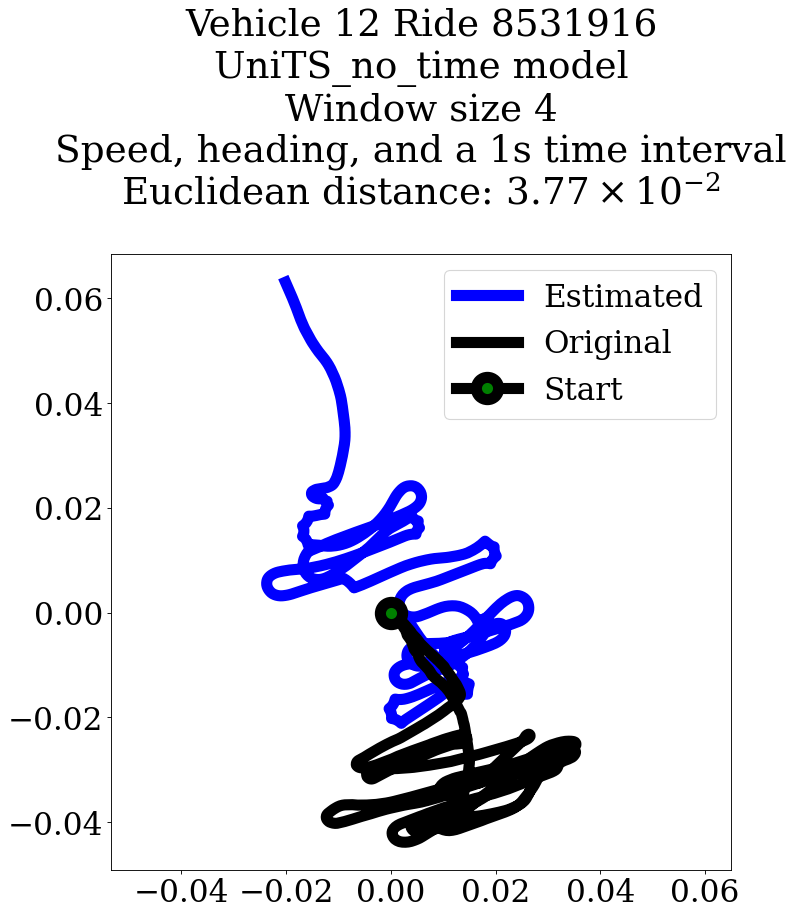 Vehicle 12 Ride 8531916
UniTS_no_time model
Window size 4
Speed, heading, and a 1s time interval
Euclidean distance: 3.77 × 10⁻²
Estimated
Original
Start
0.06
0.04
0.02
0.00
−0.02
−0.04
−0.04 −0.02 0.00 0.02 0.04 0.06